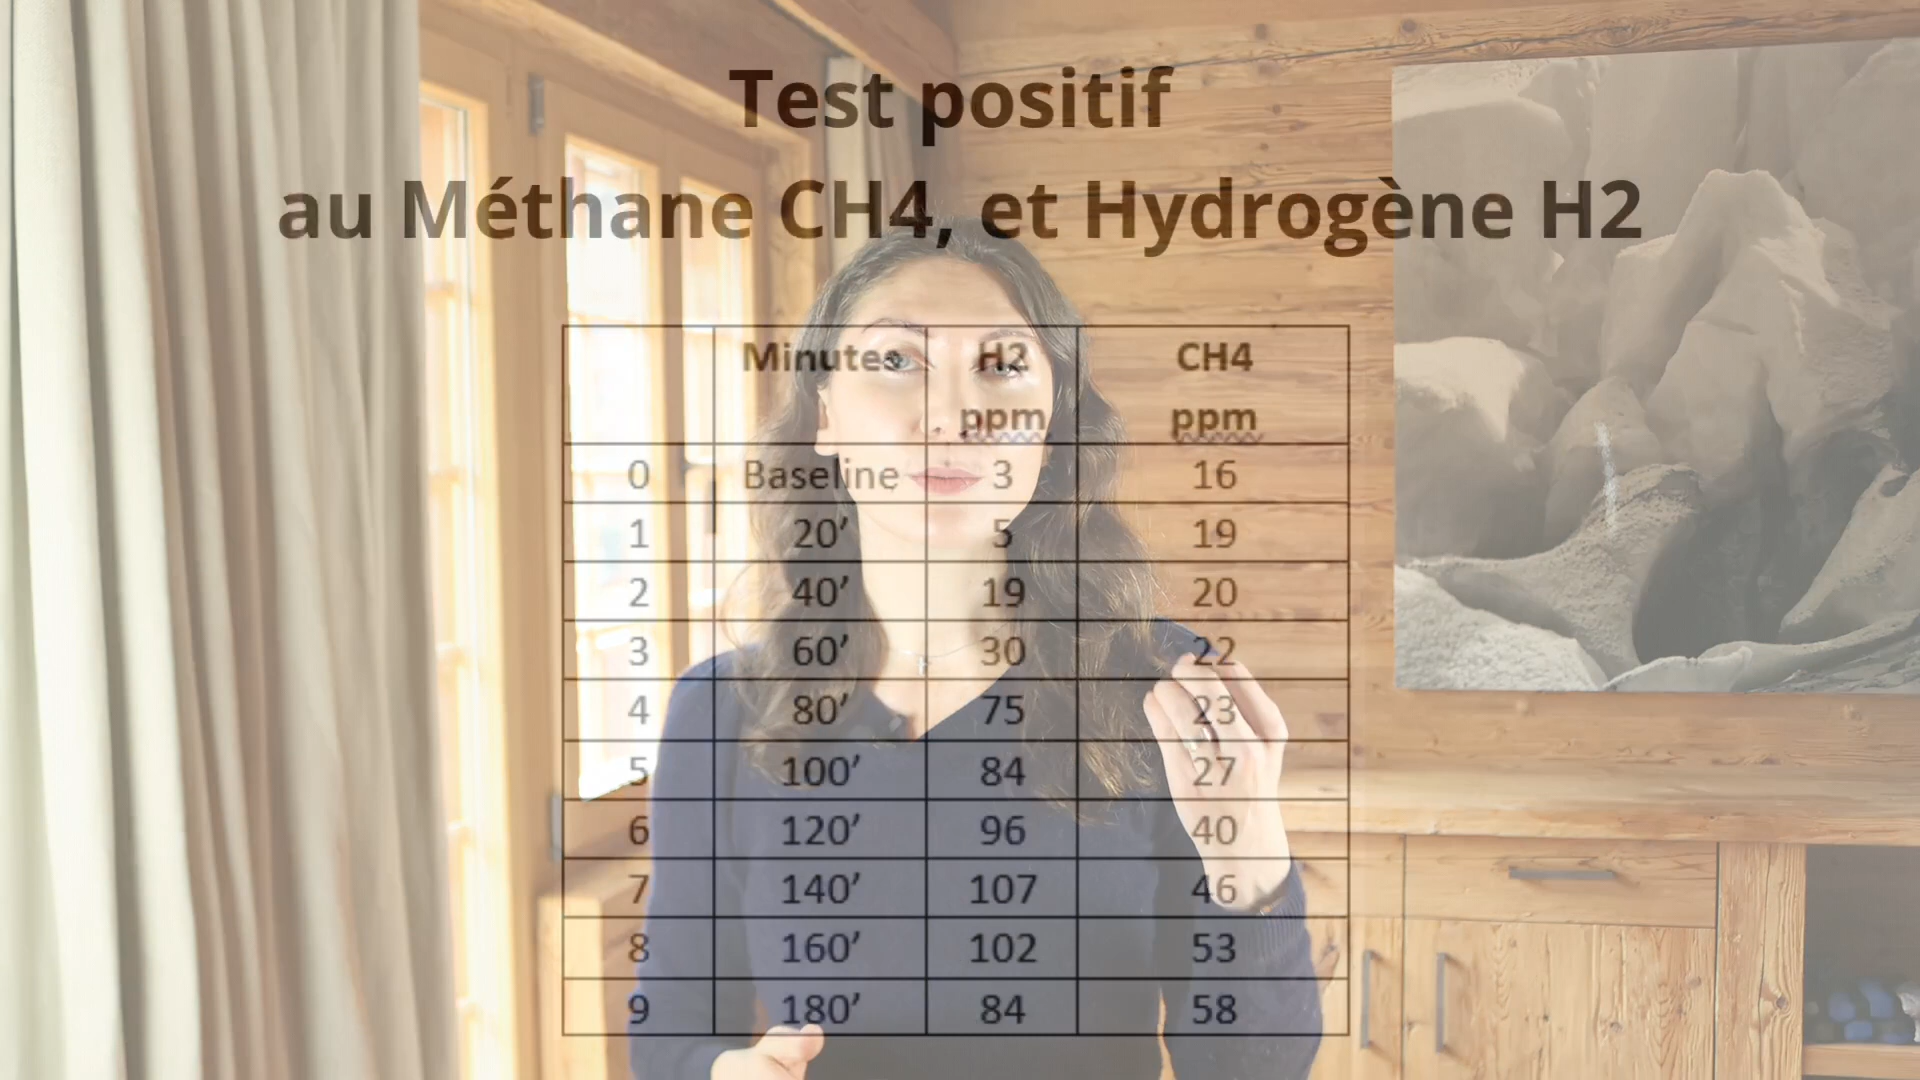 Test positif
au Méthane CH4, et Hydrogène H2
Minutes H2 CH4
ppm ppm
0 Baseline 3 16
1 20’ 5 19
2 40’ 19 20
3 60’ 30 22
4 80’ 75 23
5 100’ 84 27
6 120’ 96 40
7 140’ 107 46
8 160’ 102 53
9 180’ 84 58